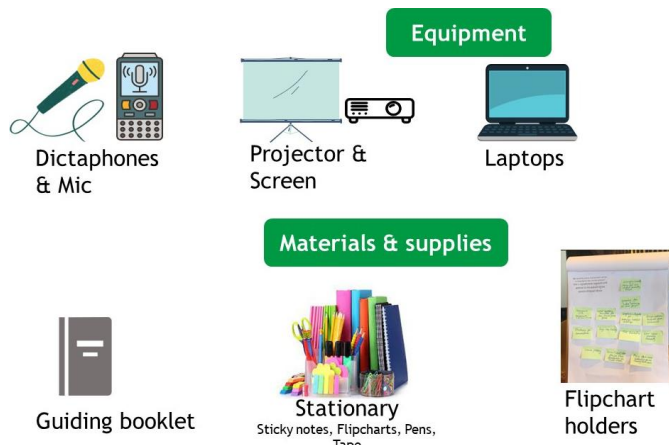 Equipment
Dictaphones
& Mic
Projector &
Screen
Laptops
Materials & supplies
Guiding booklet
Stationary
Sticky notes, Flipcharts, Pens,
Tape
Flipchart
holders